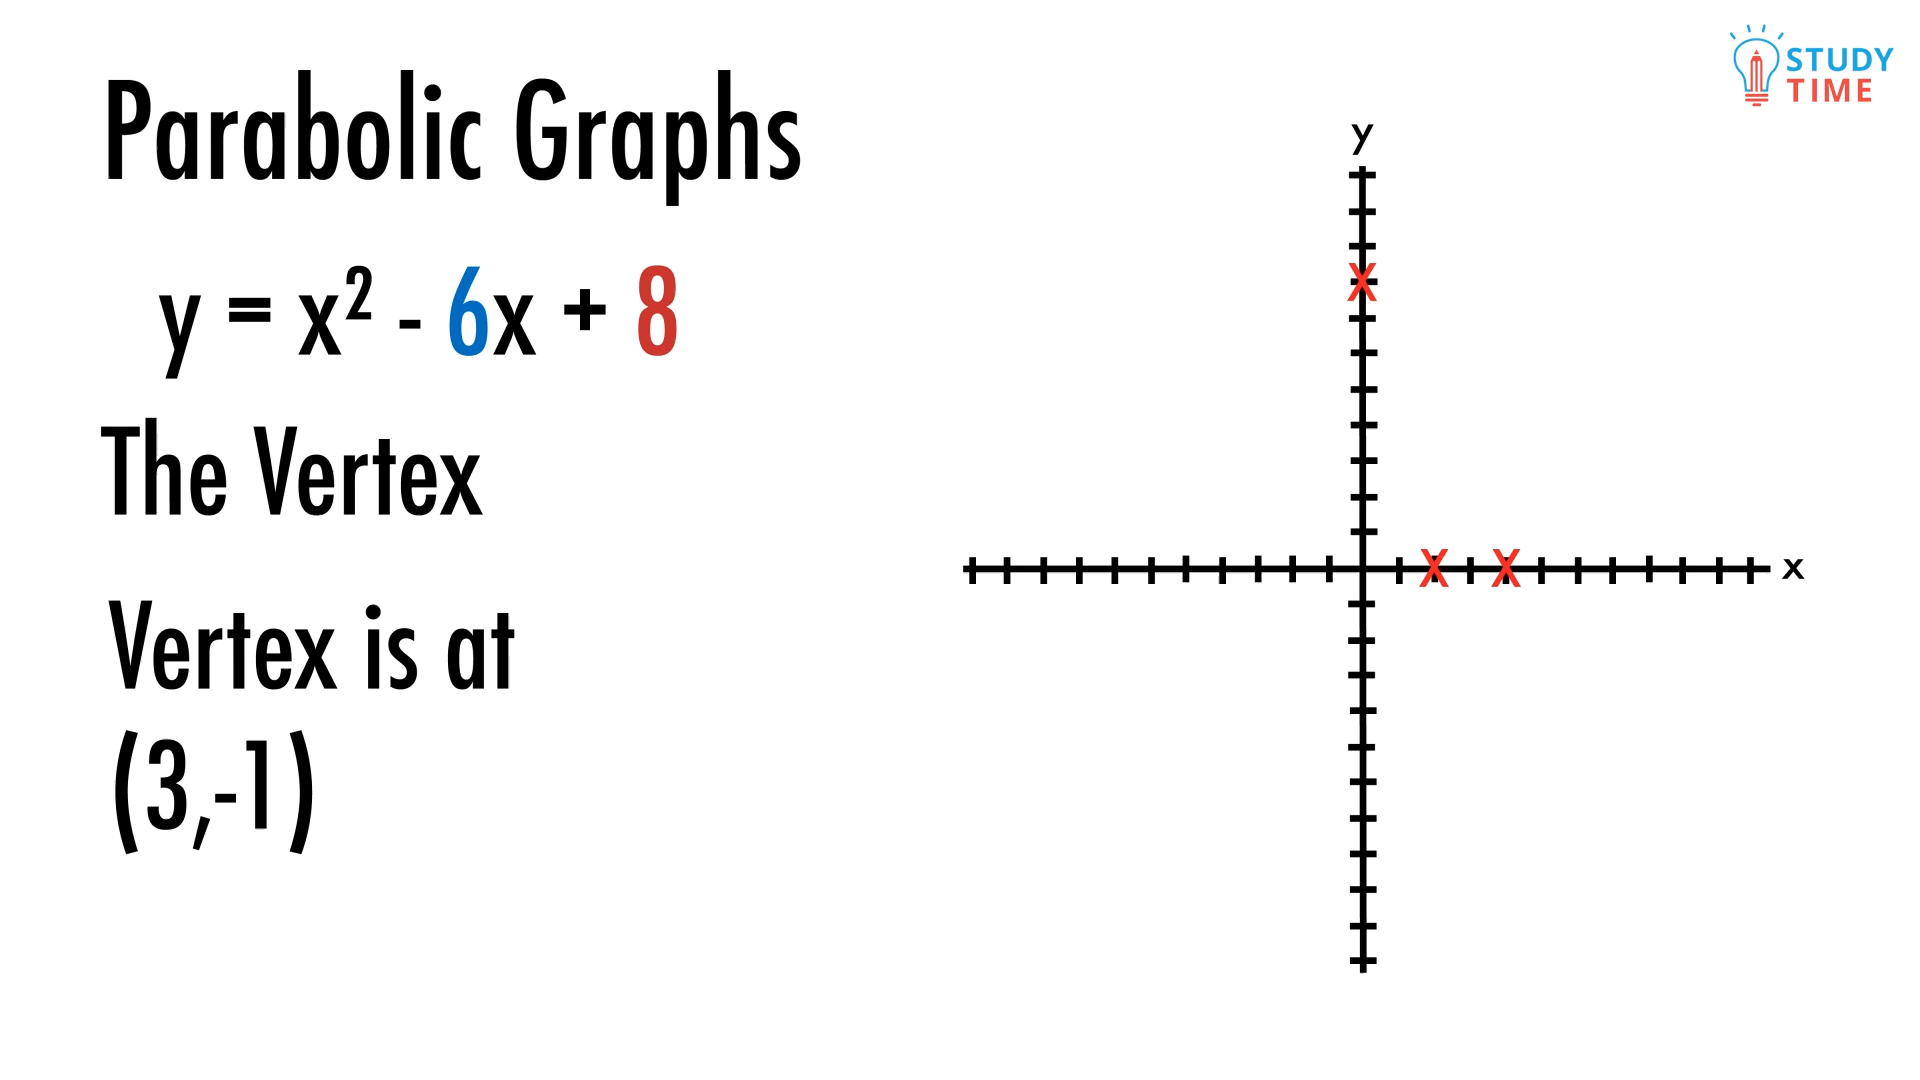 Parabolic Graphs
y = x² - 6x + 8
The Vertex
Vertex is at
(3,-1)
STUDY
TIME
y
X
X X
x